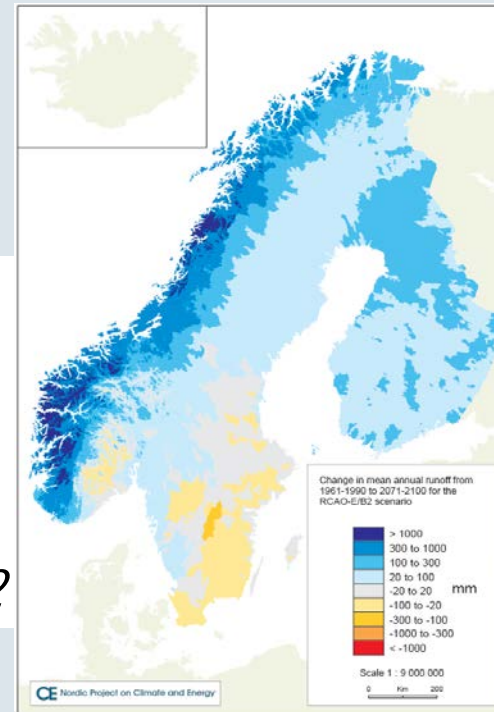 2
Change in mean annual runoff from
1961-1990 to 2071-2100 for the
RCAO-E/B2 scenario
> 1000
300 to 1000
100 to 300
20 to 100
-20 to 20
-100 to -20
-300 to -100
-1000 to -300
< -1000
mm
Scale 1 : 9 000 000
0 Km 200
CE Nordic Project on Climate and Energy